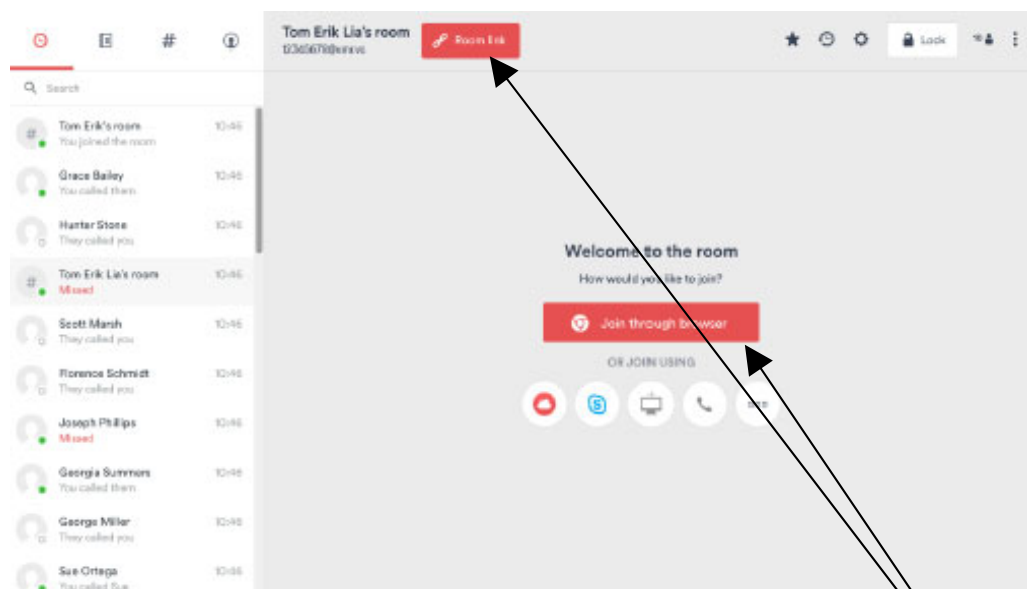 Tom Erik Lia's room
Room link
Lock
Search
Tom Erik's room
10:46
You joined the room
Grace Bailey
10:46
You called them
Hunter Stone
10:46
They called you
Tom Erik Lia's room
10:46
Missed
Scott Marsh
10:46
They called you
Florence Schmidt
10:46
They called you
Joseph Phillips
10:46
Missed
Georgia Summers
10:46
You called them
George Miller
10:46
They called you
Sue Ortega
10:46
You called Sue
Welcome to the room
How would you like to join?
Join through browser
OR JOIN USING